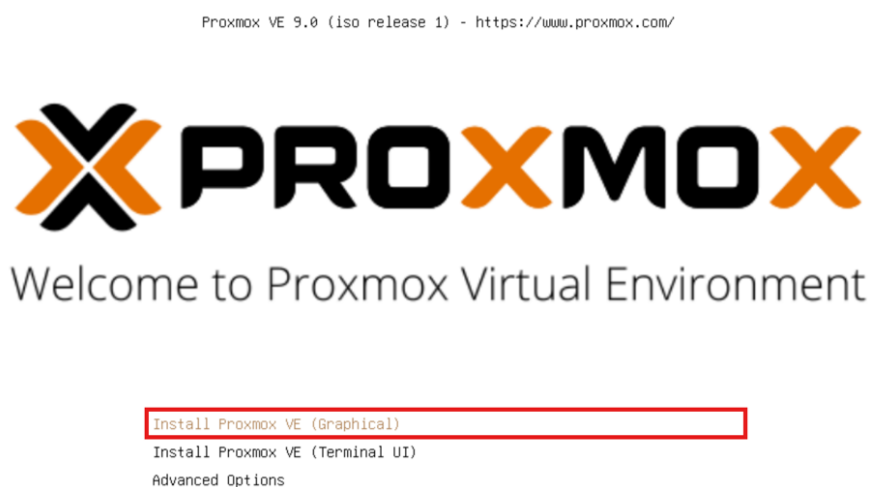 Proxmox VE 9.0 (iso release 1) - https://www.proxmox.com/
PROXMOX
Welcome to Proxmox Virtual Environment
Install Proxmox VE (Graphical)
Install Proxmox VE (Terminal UI)
Advanced Options